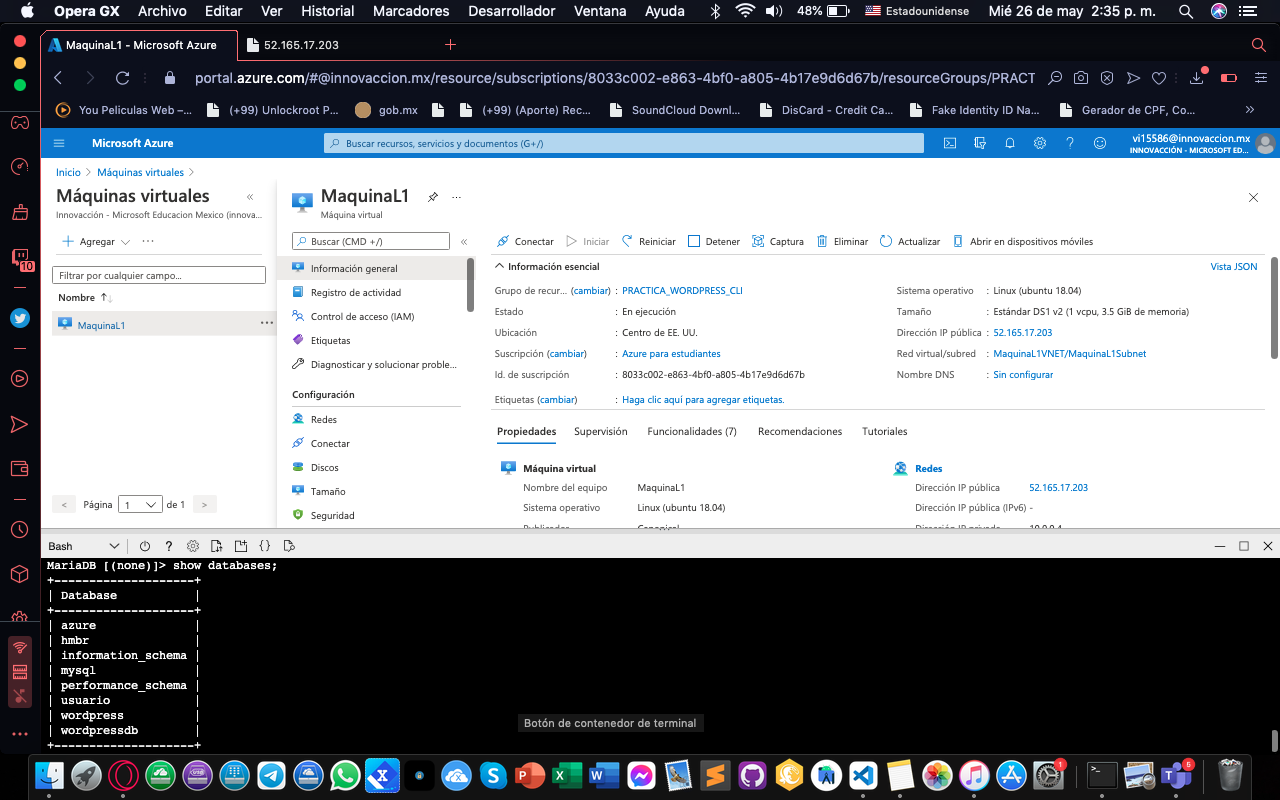 Opera GX Archivo Editar Ver Historial Marcadores Desarrollador Ventana Ayuda 48% Estadounidense Mié 26 de may 2:35 p. m.
MaquinaL1 - Microsoft Azure 52.165.17.203
portal.azure.com/#@innovaccion.mx/resource/subscriptions/8033c002-e863-4bf0-a805-4b17e9d6d67b/resourceGroups/PRACT
You Peliculas Web –... (+99) Unlockroot P... gob.mx (+99) (Aporte) Rec... SoundCloud Downl... DisCard - Credit Ca... Fake Identity ID Na... Gerador de CPF, Co... »
Microsoft Azure Buscar recursos, servicios y documentos (G+/) vi15586@innovaccion.mx
INNOVACCIÓN - MICROSOFT ED...
Inicio > Máquinas virtuales >
Máquinas virtuales «
Innovacción - Microsoft Educacion Mexico (innova...
+ Agregar ...
Filtrar por cualquier campo...
Nombre ↑↓
MaquinaL1 ...
< Página 1 de 1 >
MaquinaL1 ...
Máquina virtual
Buscar (CMD +/) «
Información general
Registro de actividad
Control de acceso (IAM)
Etiquetas
Diagnosticar y solucionar proble...
Configuración
Redes
Conectar
Discos
Tamaño
Seguridad
Conectar Iniciar Reiniciar Detener Captura Eliminar Actualizar Abrir en dispositivos móviles
Información esencial Vista JSON
Grupo de recur... (cambiar) : PRACTICA_WORDPRESS_CLI
Estado : En ejecución
Ubicación : Centro de EE. UU.
Suscripción (cambiar) : Azure para estudiantes
Id. de suscripción : 8033c002-e863-4bf0-a805-4b17e9d6d67b
Etiquetas (cambiar) : Haga clic aquí para agregar etiquetas.
Sistema operativo : Linux (ubuntu 18.04)
Tamaño : Estándar DS1 v2 (1 vcpu, 3.5 GiB de memoria)
Dirección IP pública : 52.165.17.203
Red virtual/subred : MaquinaL1VNET/MaquinaL1Subnet
Nombre DNS : Sin configurar
Propiedades Supervisión Funcionalidades (7) Recomendaciones Tutoriales
Máquina virtual
Nombre del equipo MaquinaL1
Sistema operativo Linux (ubuntu 18.04)
Redes
Dirección IP pública 52.165.17.203
Dirección IP pública (IPv6) -
10
Bash ? {}
MariaDB [(none)]> show databases;
+--------------------+
| Database |
+--------------------+
| azure |
| hmbr |
| information_schema |
| mysql |
| performance_schema |
| usuario |
| wordpress |
| wordpressdb |
+--------------------+
Botón de contenedor de terminal